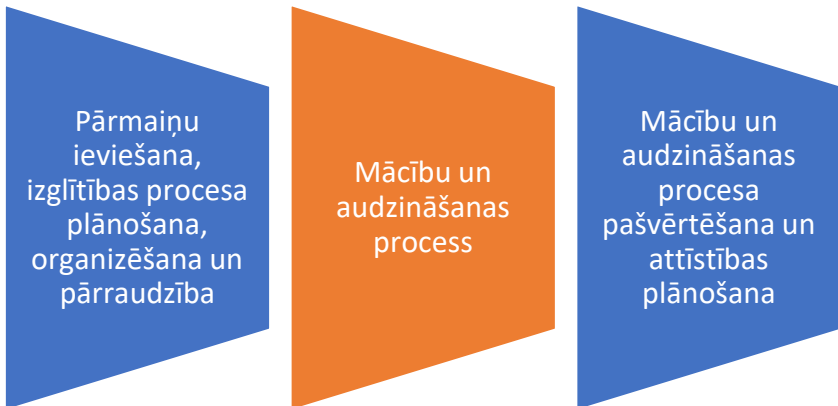 Pārmaiņu
ieviešana,
izglītības procesa
plānošana,
organizēšana un
pārraudzība
Mācību un
audzināšanas
process
Mācību un
audzināšanas
procesa
pašvērtēšana un
attīstības
plānošana